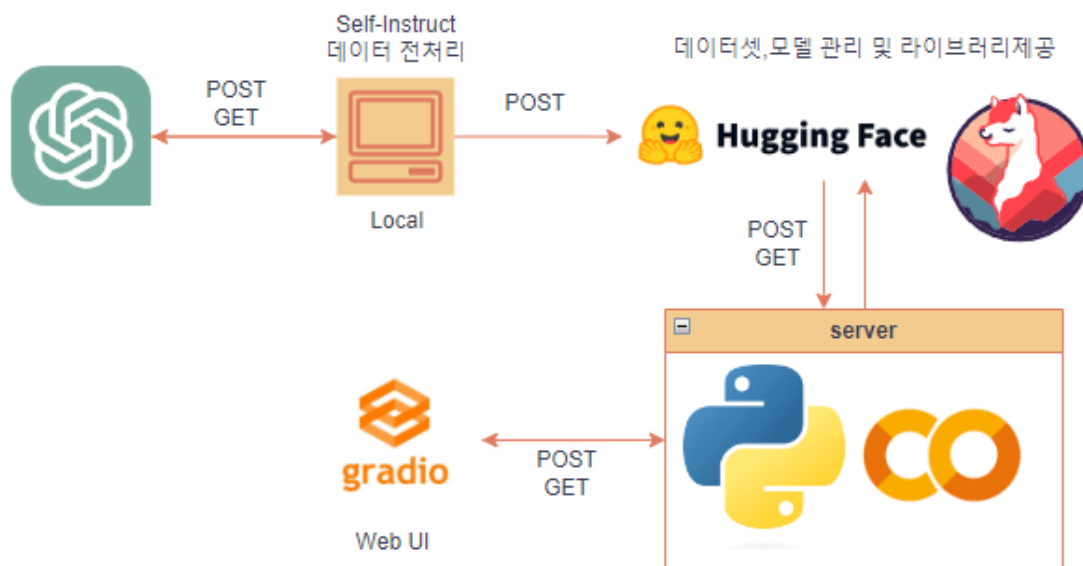 Self-Instruct
데이터 전처리
데이터셋,모델 관리 및 라이브러리제공
POST
GET
POST
Hugging Face
Local
POST
GET
server
gradio
POST
GET
Web UI